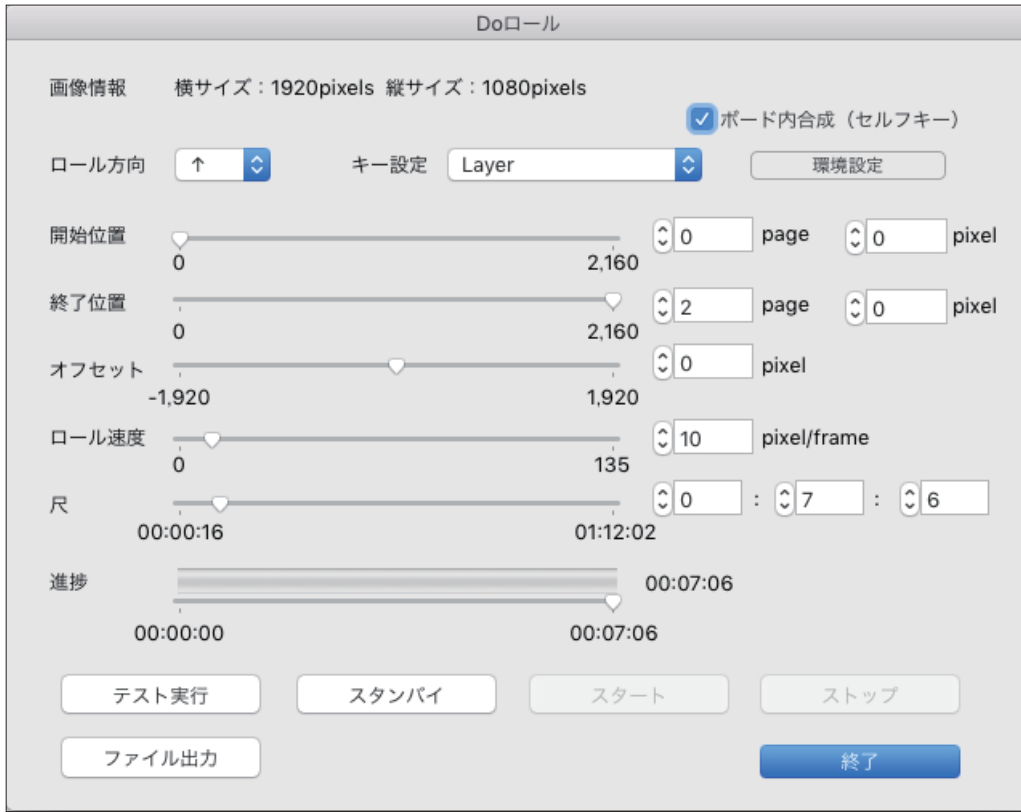 Doロール
画像情報 横サイズ：1920pixels 縦サイズ：1080pixels
ボード内合成（セルフキー）
ロール方向 ↑ キー設定 Layer 環境設定
開始位置 0 page 0 pixel
0 2,160
終了位置 2 page 0 pixel
0 2,160
オフセット 0 pixel
-1,920 1,920
ロール速度 10 pixel/frame
0 135
尺 0 : 7 : 6
00:00:16 01:12:02
進捗 00:07:06
00:00:00 00:07:06
テスト実行 スタンバイ スタート ストップ
ファイル出力 終了